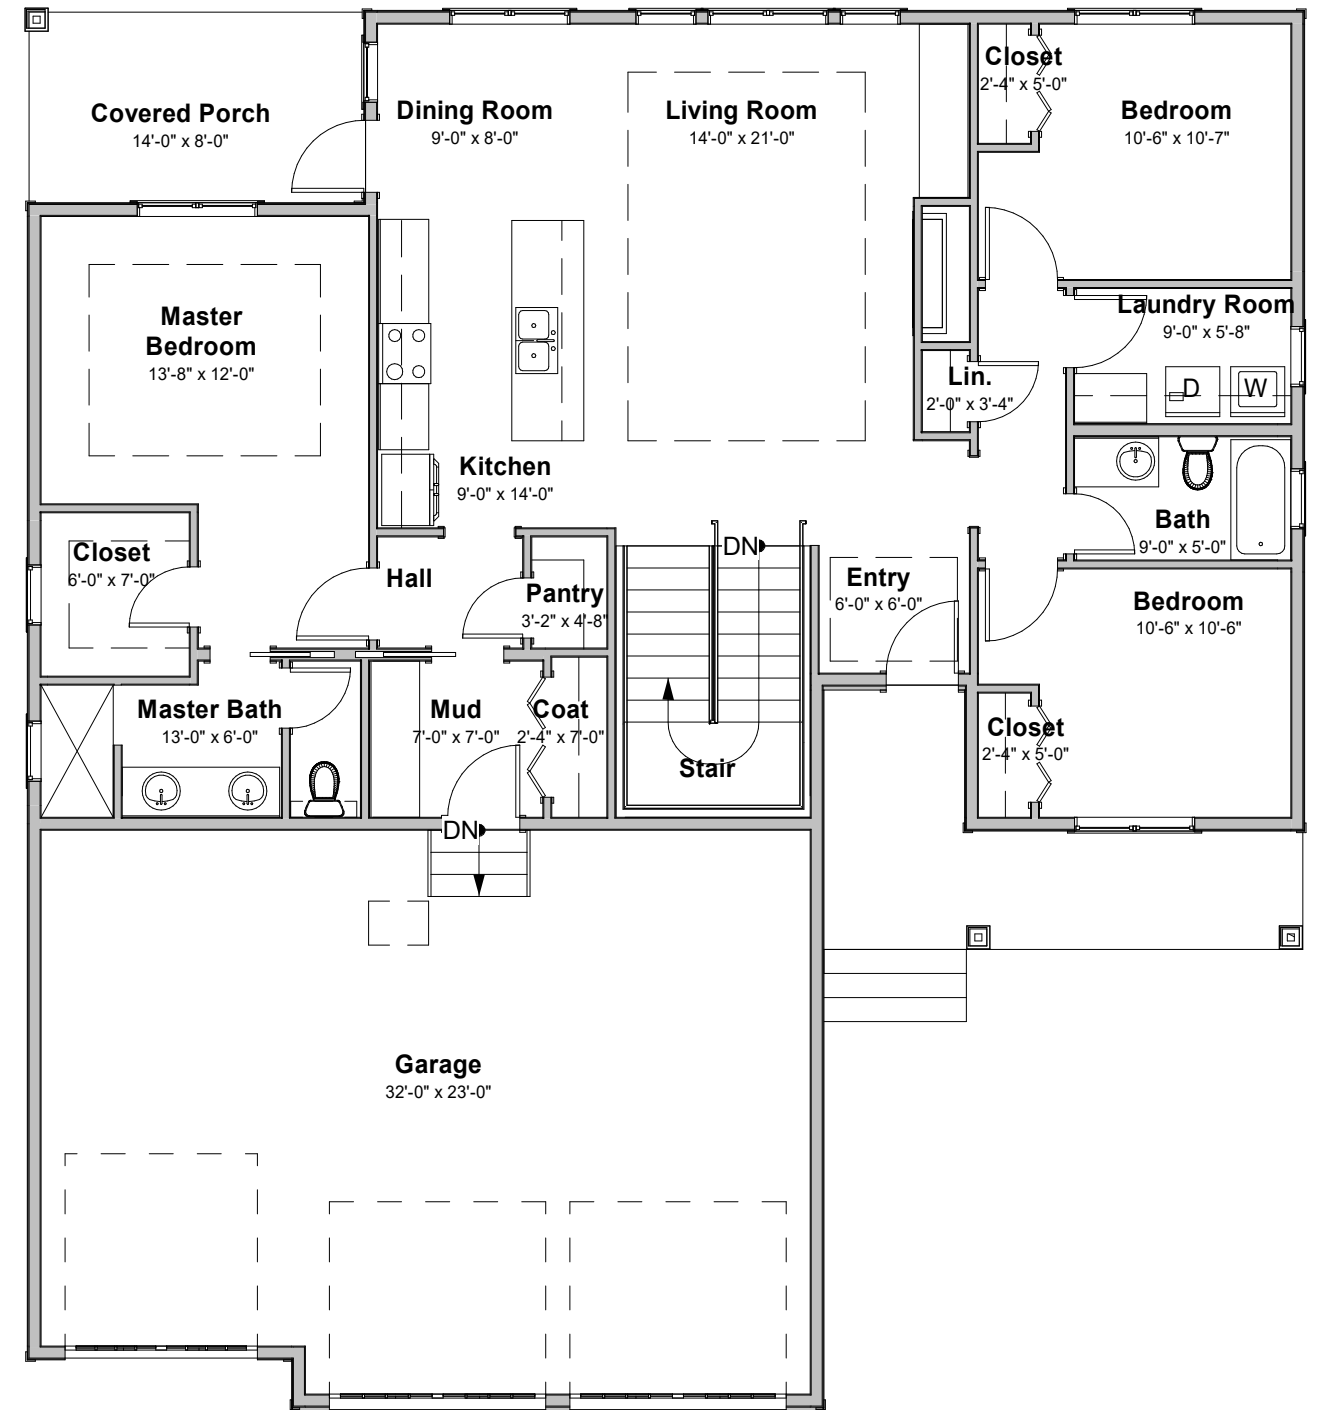 Closet
2'-4" x 5'-0"
Covered Porch
14'-0" x 8'-0"
Dining Room
9'-0" x 8'-0"
Living Room
14'-0" x 21'-0"
Bedroom
10'-6" x 10'-7"
Master
Bedroom
13'-8" x 12'-0"
Laundry Room
9'-0" x 5'-8"
D
W
Lin.
2'-0" x 3'-4"
Kitchen
9'-0" x 14'-0"
Bath
9'-0" x 5'-0"
Closet
6'-0" x 7'-0"
Hall
Pantry
3'-2" x 4'-8"
DN
Entry
6'-0" x 6'-0"
Bedroom
10'-6" x 10'-6"
Master Bath
13'-0" x 6'-0"
Mud
7'-0" x 7'-0"
Coat
2'-4" x 7'-0"
Stair
Closet
2'-4" x 5'-0"
DN
Garage
32'-0" x 23'-0"